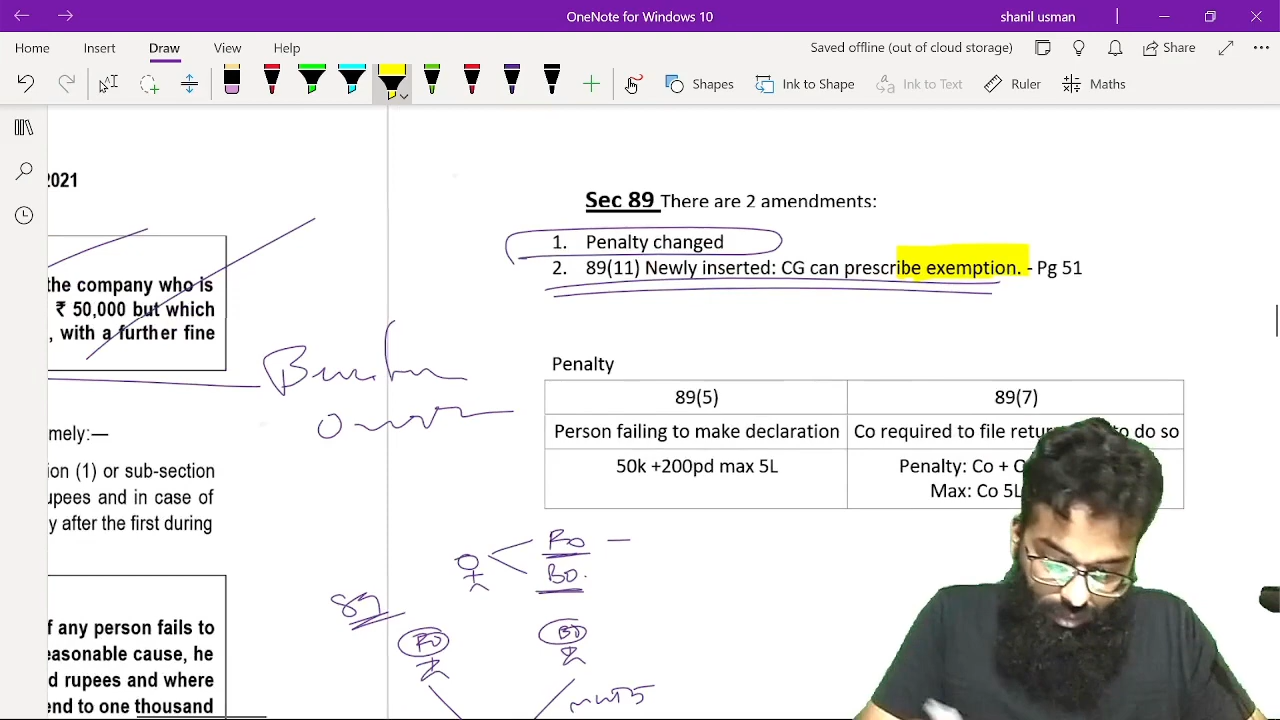 OneNote for Windows 10
shanil usman
Home Insert Draw View Help
Saved offline (out of cloud storage)
Share
Shapes
Ink to Shape
Ink to Text
Ruler
Maths
2021
the company who is
₹ 50,000 but which
, with a further fine
mely:—
ion (1) or sub-section
upees and in case of
y after the first during
f any person fails to
easonable cause, he
d rupees and where
end to one thousand
Sec 89 There are 2 amendments:
1. Penalty changed
2. 89(11) Newly inserted: CG can prescribe exemption. - Pg 51
Penalty
89(5) 89(7)
Person failing to make declaration Co required to file retur to do so
50k +200pd max 5L Penalty: Co + O
Max: Co 5L
RO
BO.
89
RO
BO